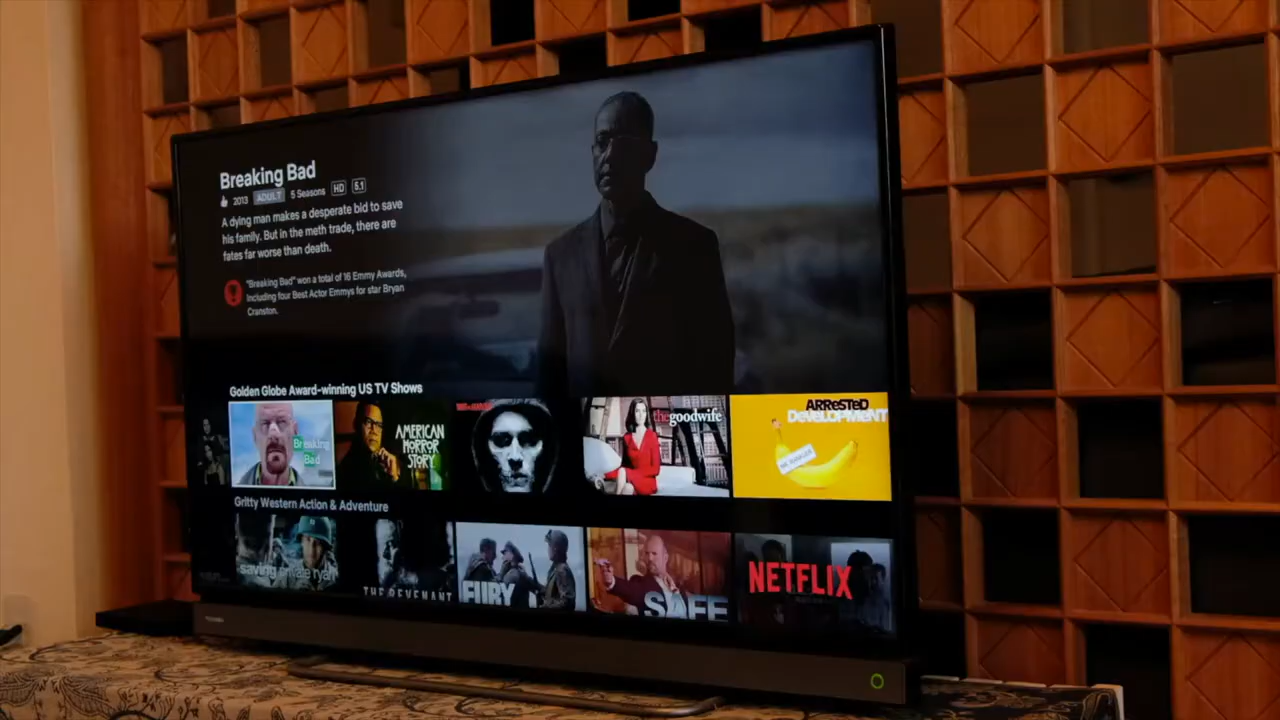 Breaking Bad
2013 ADULT 5 Seasons HD 5.1
A dying man makes a desperate bid to save
his family. But in the meth trade, there are
fates far worse than death.
"Breaking Bad" won a total of 16 Emmy Awards,
including four Best Actor Emmys for star Bryan
Cranston.
Golden Globe Award-winning US TV Shows
Breaking
Bad
AMERICAN
HORROR
STORY
thegoodwife
ARReSTeD
DeVeLOPMENT
Gritty Western Action & Adventure
saving private ryan
THE REVENANT
FURY
SAFE
NETFLIX
TOSHIBA